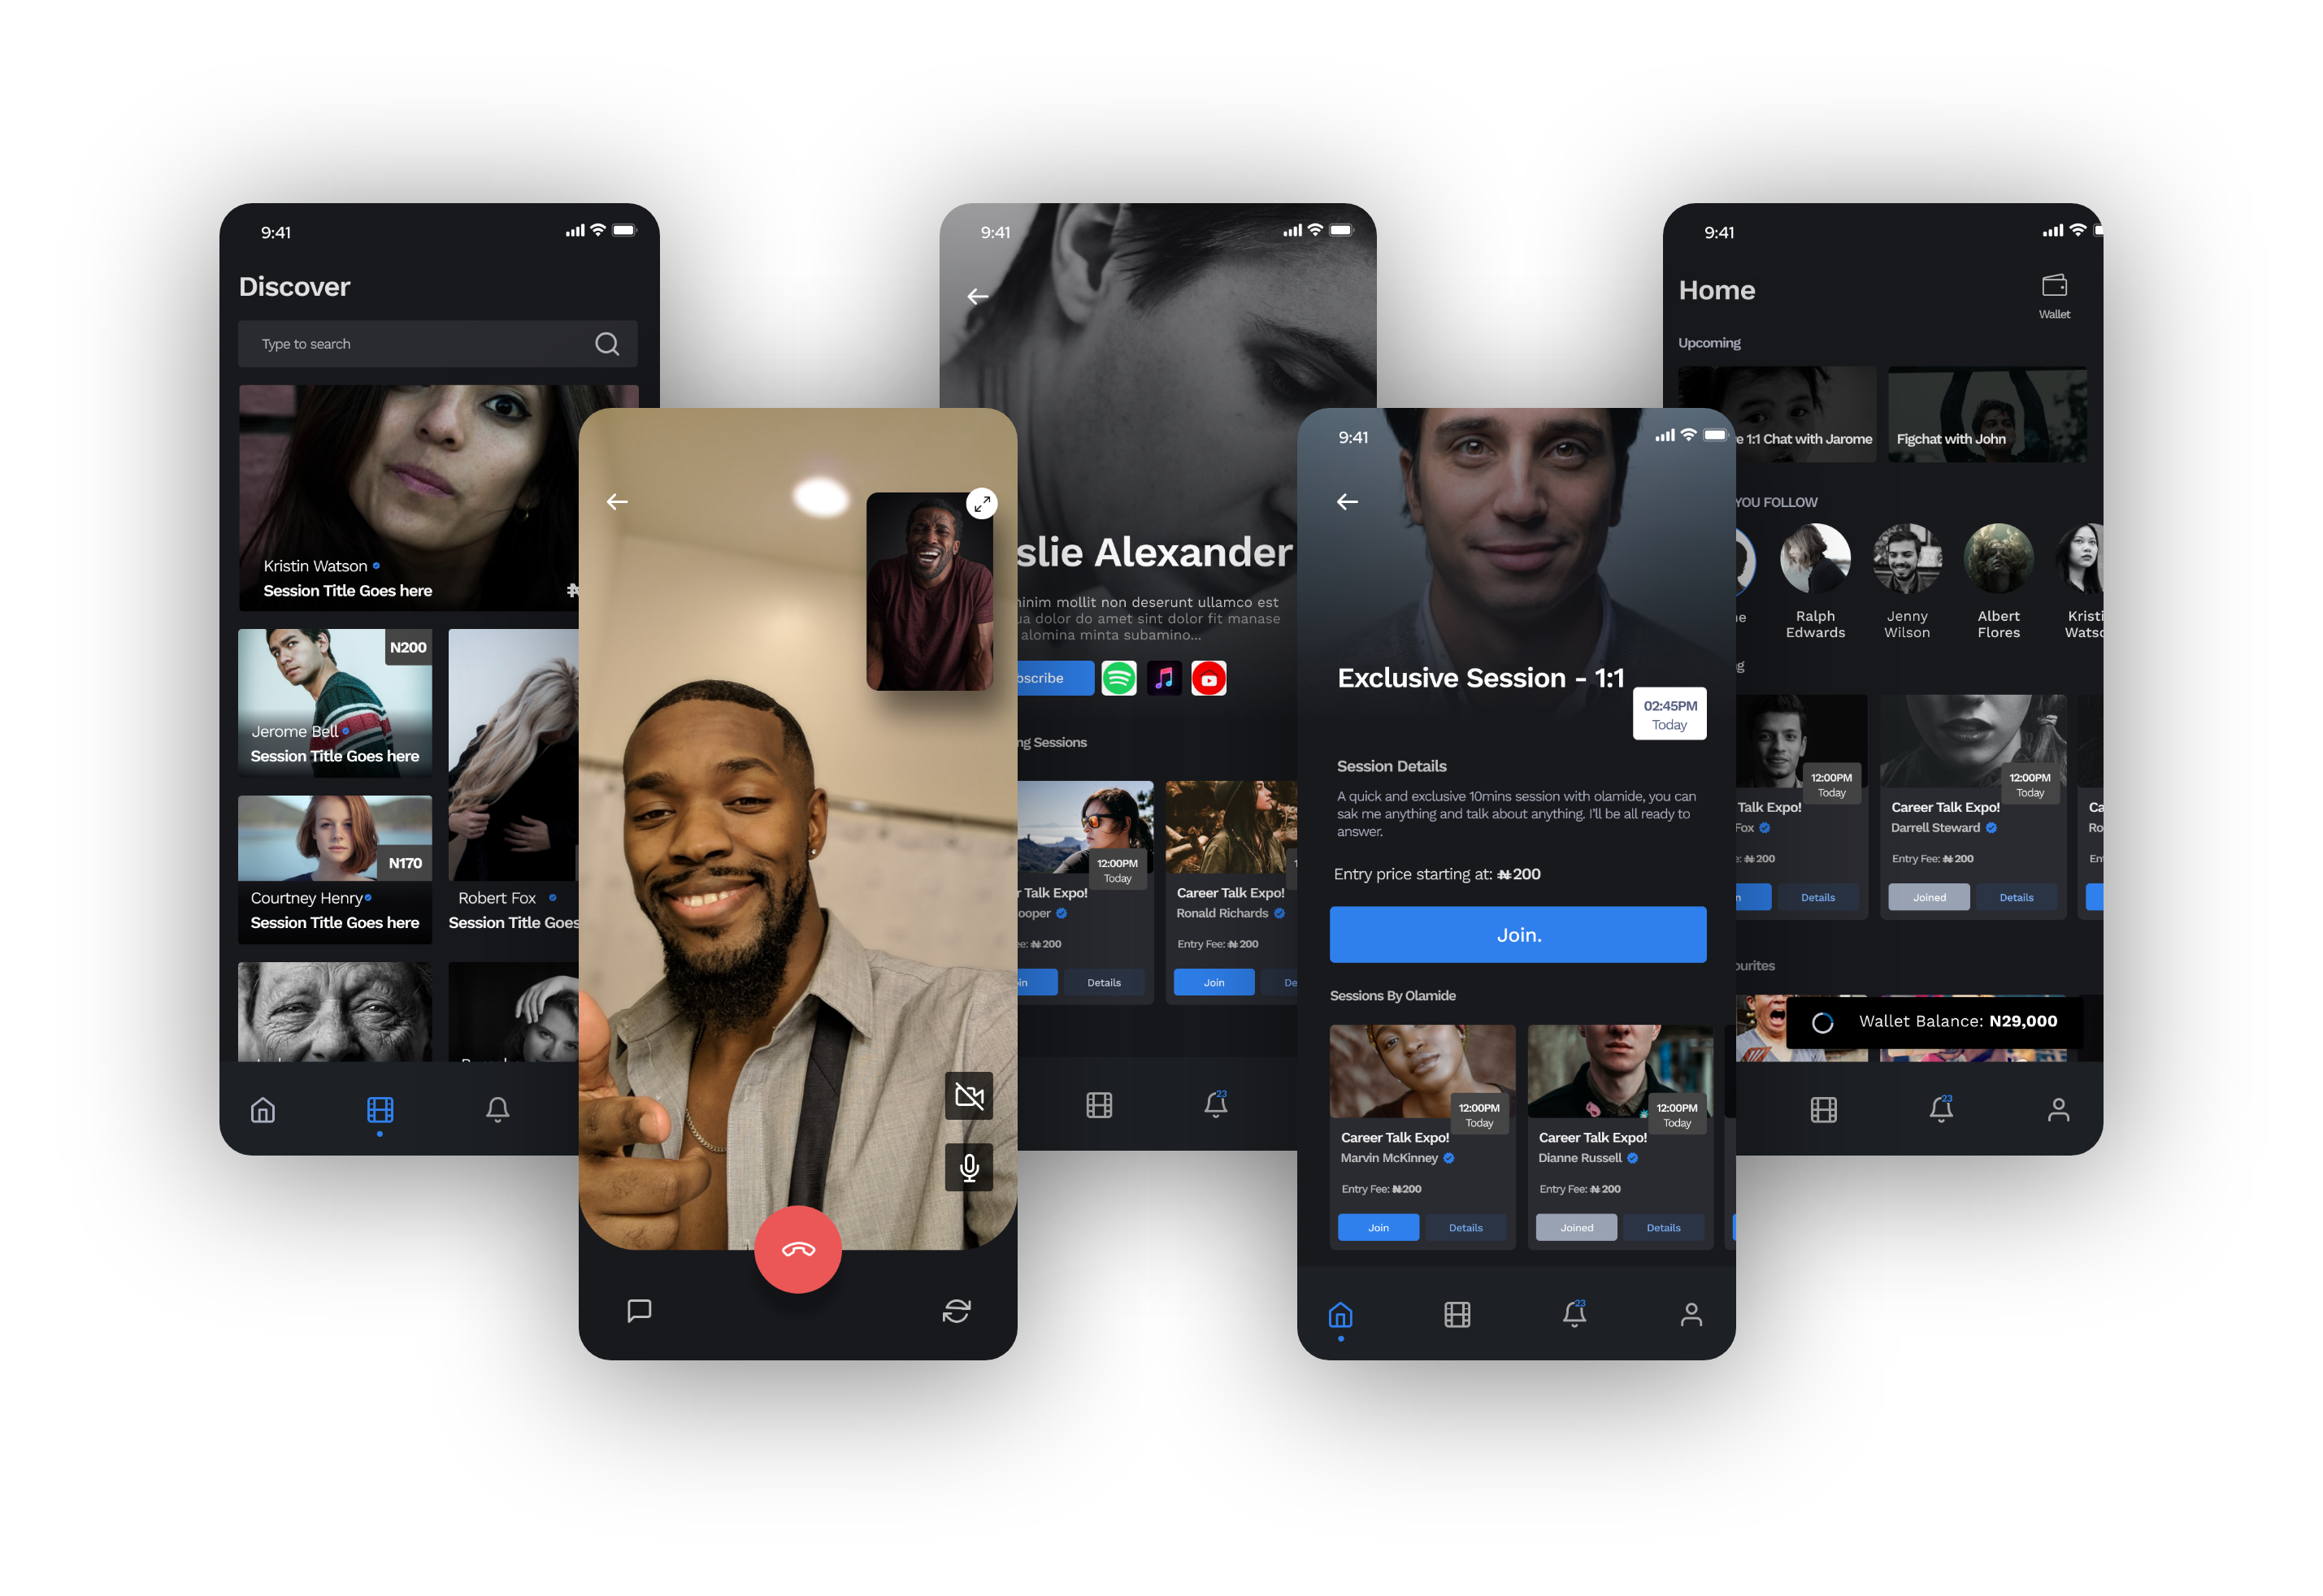 9:41
Discover
Type to search
Kristin Watson
Session Title Goes here
N200
Jerome Bell
Session Title Goes here
N170
Courtney Henry
Session Title Goes here
Robert Fox
Session Title Goes
9:41
slie Alexander
inim mollit non deserunt ullamco est
ua dolor do amet sint dolor fit manase
alomina minta subamino...
bscribe
ng Sessions
12:00PM
Today
r Talk Expo!
ooper
e: ₦ 200
in
Details
Career Talk Expo!
Ronald Richards
Entry Fee: ₦ 200
Join
De
23
9:41
Exclusive Session - 1:1
02:45PM
Today
Session Details
A quick and exclusive 10mins session with olamide, you can
sak me anything and talk about anything. I'll be all ready to
answer.
Entry price starting at: ₦200
Join.
Sessions By Olamide
12:00PM
Today
Career Talk Expo!
Marvin McKinney
Entry Fee: ₦200
Join
Details
12:00PM
Today
Career Talk Expo!
Dianne Russell
Entry Fee: ₦ 200
Joined
Details
23
9:41
Home
Wallet
Upcoming
e 1:1 Chat with Jarome
Figchat with John
YOU FOLLOW
ne
Ralph
Edwards
Jenny
Wilson
Albert
Flores
Kristi
Watso
g
12:00PM
Today
Talk Expo!
Fox
e: ₦ 200
n
Details
12:00PM
Today
Career Talk Expo!
Darrell Steward
Entry Fee: ₦ 200
Joined
Details
Ca
Ro
En
ourites
Wallet Balance: N29,000
23